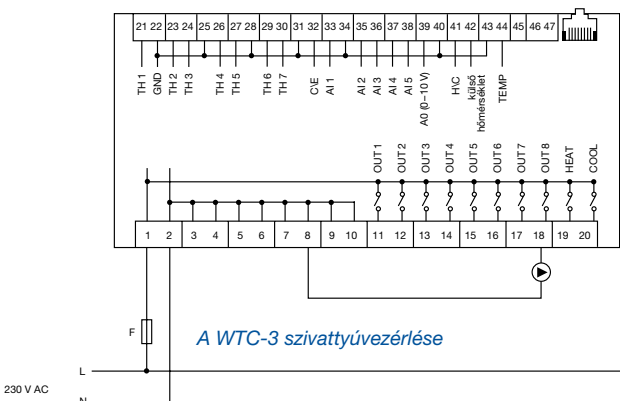 21 22 23 24 25 26 27 28 29 30 31 32 33 34 35 36 37 38 39 40 41 42 43 44 45 46 47
TH 1
GND
TH 2
TH 3
TH 4
TH 5
TH 6
TH 7
C\E
AI 1
AI 2
AI 3
AI 4
AI 5
A0 (0–10 V)
H\C
külső
hőmérséklet
TEMP
OUT 1
OUT 2
OUT 3
OUT 4
OUT 5
OUT 6
OUT 7
OUT 8
HEAT
COOL
1 2 3 4 5 6 7 8 9 10 11 12 13 14 15 16 17 18 19 20
F
A WTC-3 szivattyúvezérlése
L
230 V AC
N